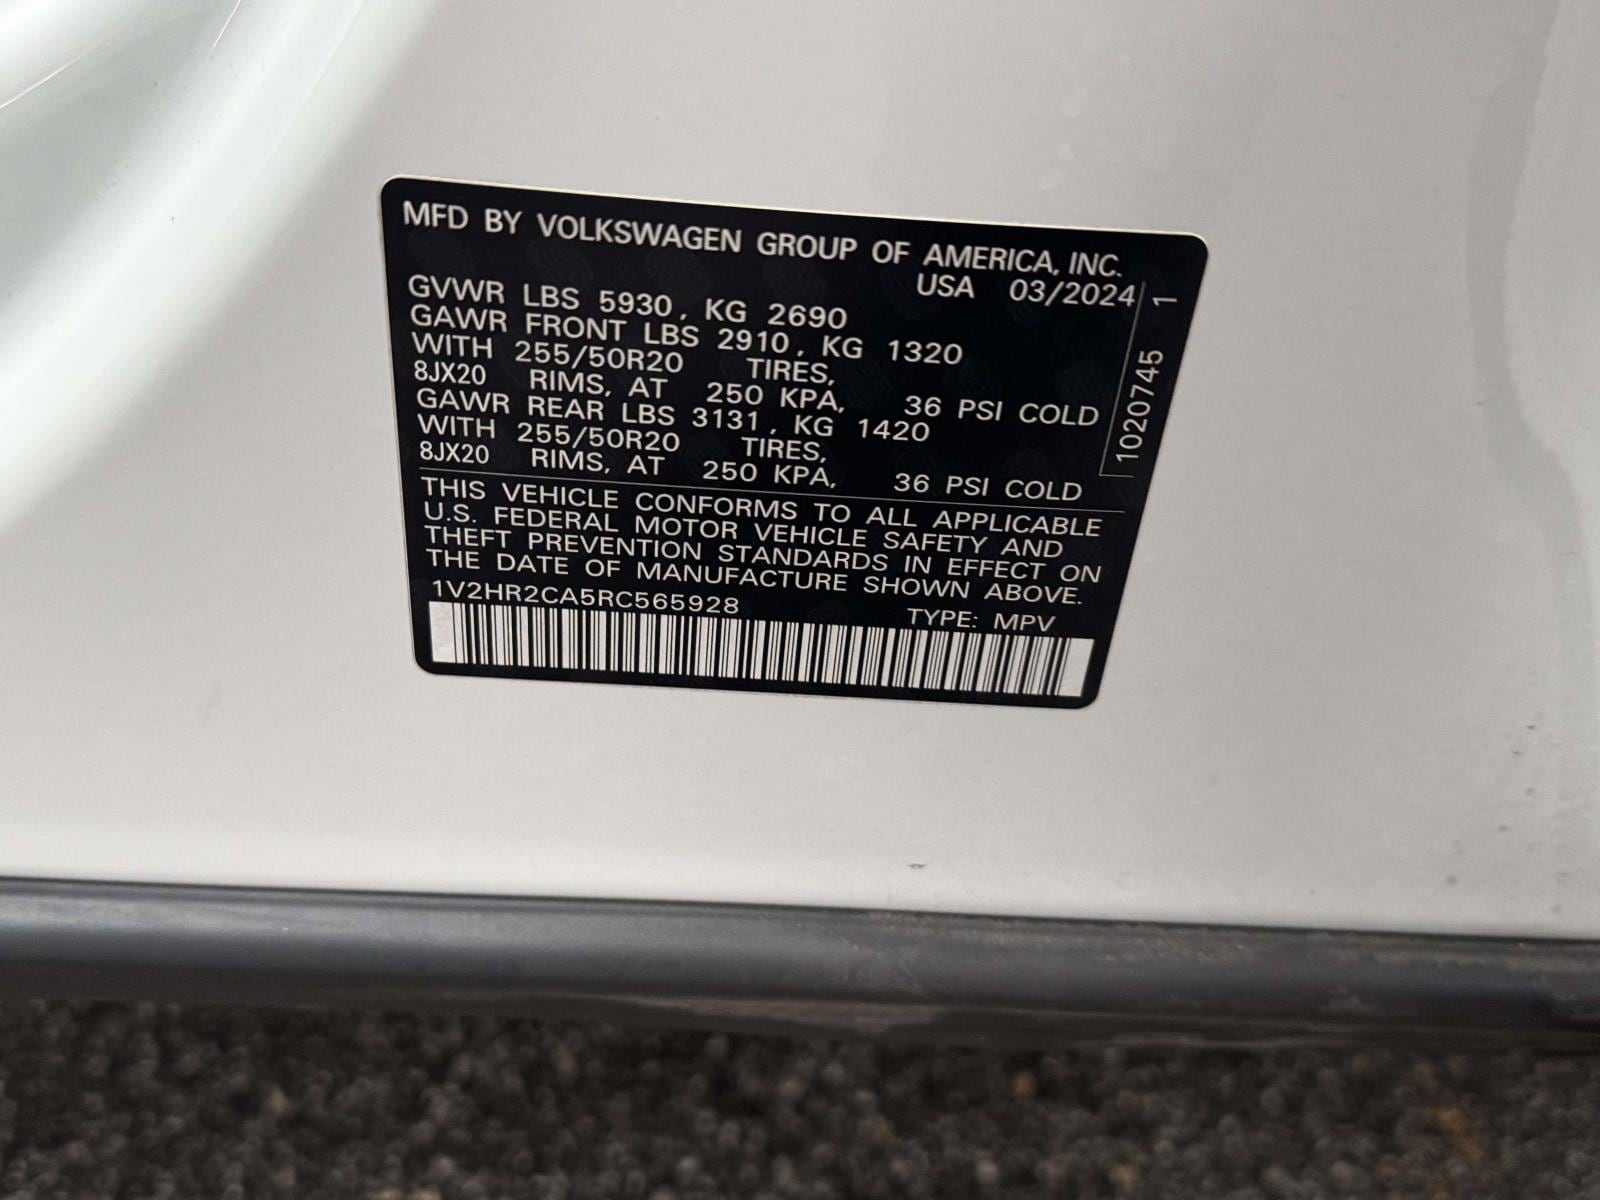 MFD BY VOLKSWAGEN GROUP OF AMERICA, INC.
USA 03/2024
GVWR LBS 5930, KG 2690
GAWR FRONT LBS 2910, KG 1320
WITH 255/50R20 TIRES,
8JX20 RIMS, AT 250 KPA, 36 PSI COLD
GAWR REAR LBS 3131, KG 1420
WITH 255/50R20 TIRES,
8JX20 RIMS, AT 250 KPA, 36 PSI COLD
1020745 1
THIS VEHICLE CONFORMS TO ALL APPLICABLE
U.S. FEDERAL MOTOR VEHICLE SAFETY AND
THEFT PREVENTION STANDARDS IN EFFECT ON
THE DATE OF MANUFACTURE SHOWN ABOVE.
1V2HR2CA5RC565928 TYPE: MPV